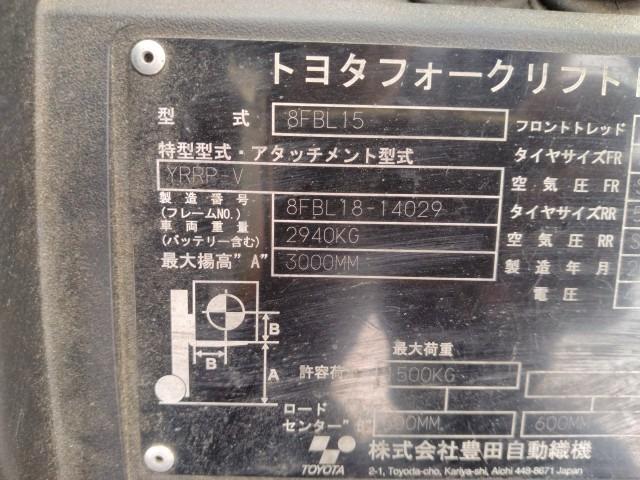 トヨタフォークリフト
型 式 8FBL15 フロントトレッド
特型型式・アタッチメント型式 タイヤサイズFR
YRRP-V 空気圧FR
製造番号 8FBL18-14029 タイヤサイズRR
(フレームNO.)
車両重量 2940KG 空気圧RR
(バッテリー含む)
最大揚高"A" 3000MM 製造年月
電圧
B
B
A
最大荷重
許容荷 1500KG
ロード
センター"B" 00MM 600MM
TOYOTA
株式会社豊田自動織機
2-1, Toyoda-cho, Kariya-shi, Aichi 448-8671 Japan